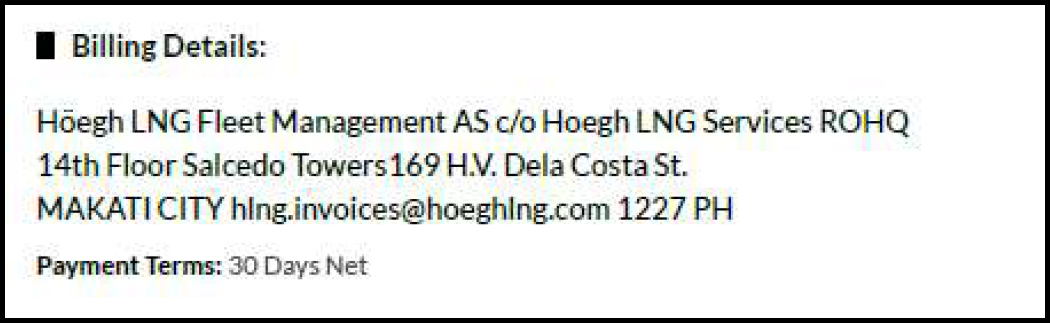 Billing Details:
Höegh LNG Fleet Management AS c/o Hoegh LNG Services ROHQ
14th Floor Salcedo Towers169 H.V. Dela Costa St.
MAKATI CITY hlng.invoices@hoeghlng.com 1227 PH
Payment Terms: 30 Days Net